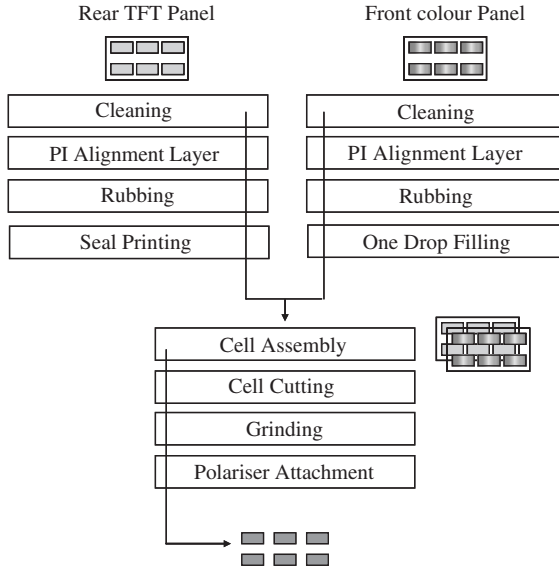 Rear TFT Panel
Front colour Panel
Cleaning
Cleaning
PI Alignment Layer
PI Alignment Layer
Rubbing
Rubbing
Seal Printing
One Drop Filling
Cell Assembly
Cell Cutting
Grinding
Polariser Attachment